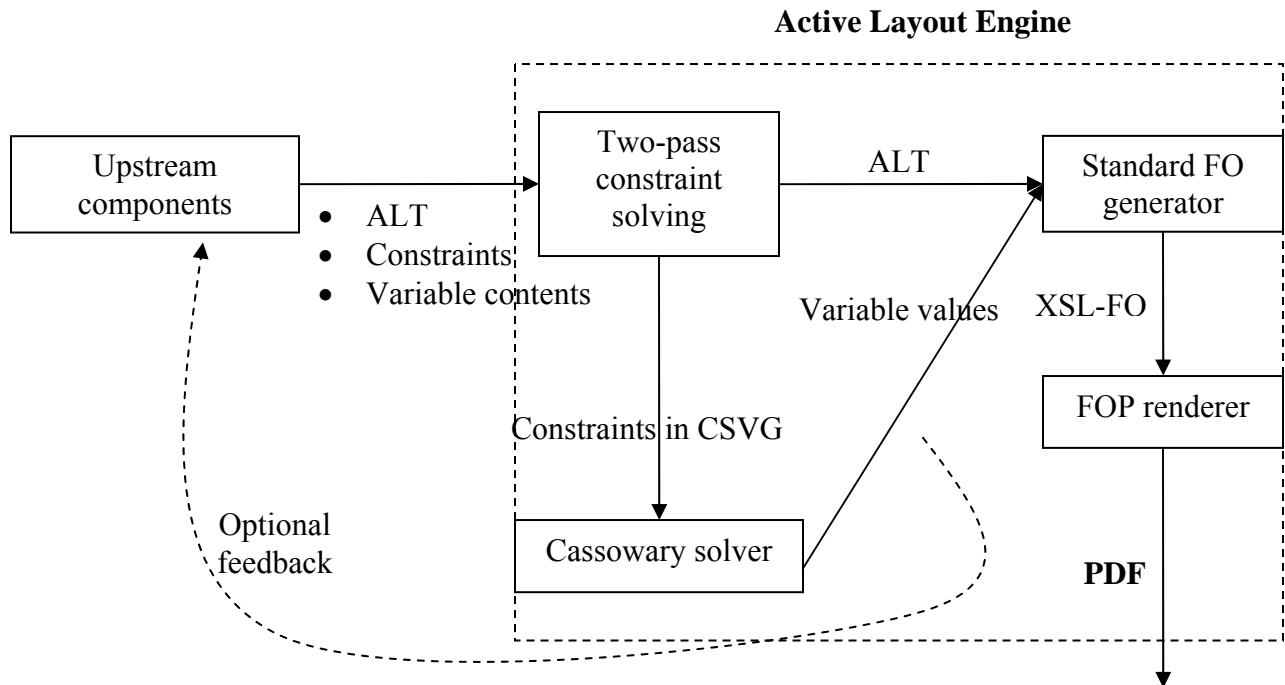 Active Layout Engine
Upstream
components
• ALT
• Constraints
• Variable contents
Two-pass
constraint
solving
ALT
Standard FO
generator
Variable values
XSL-FO
FOP renderer
Constraints in CSVG
Cassowary solver
Optional
feedback
PDF